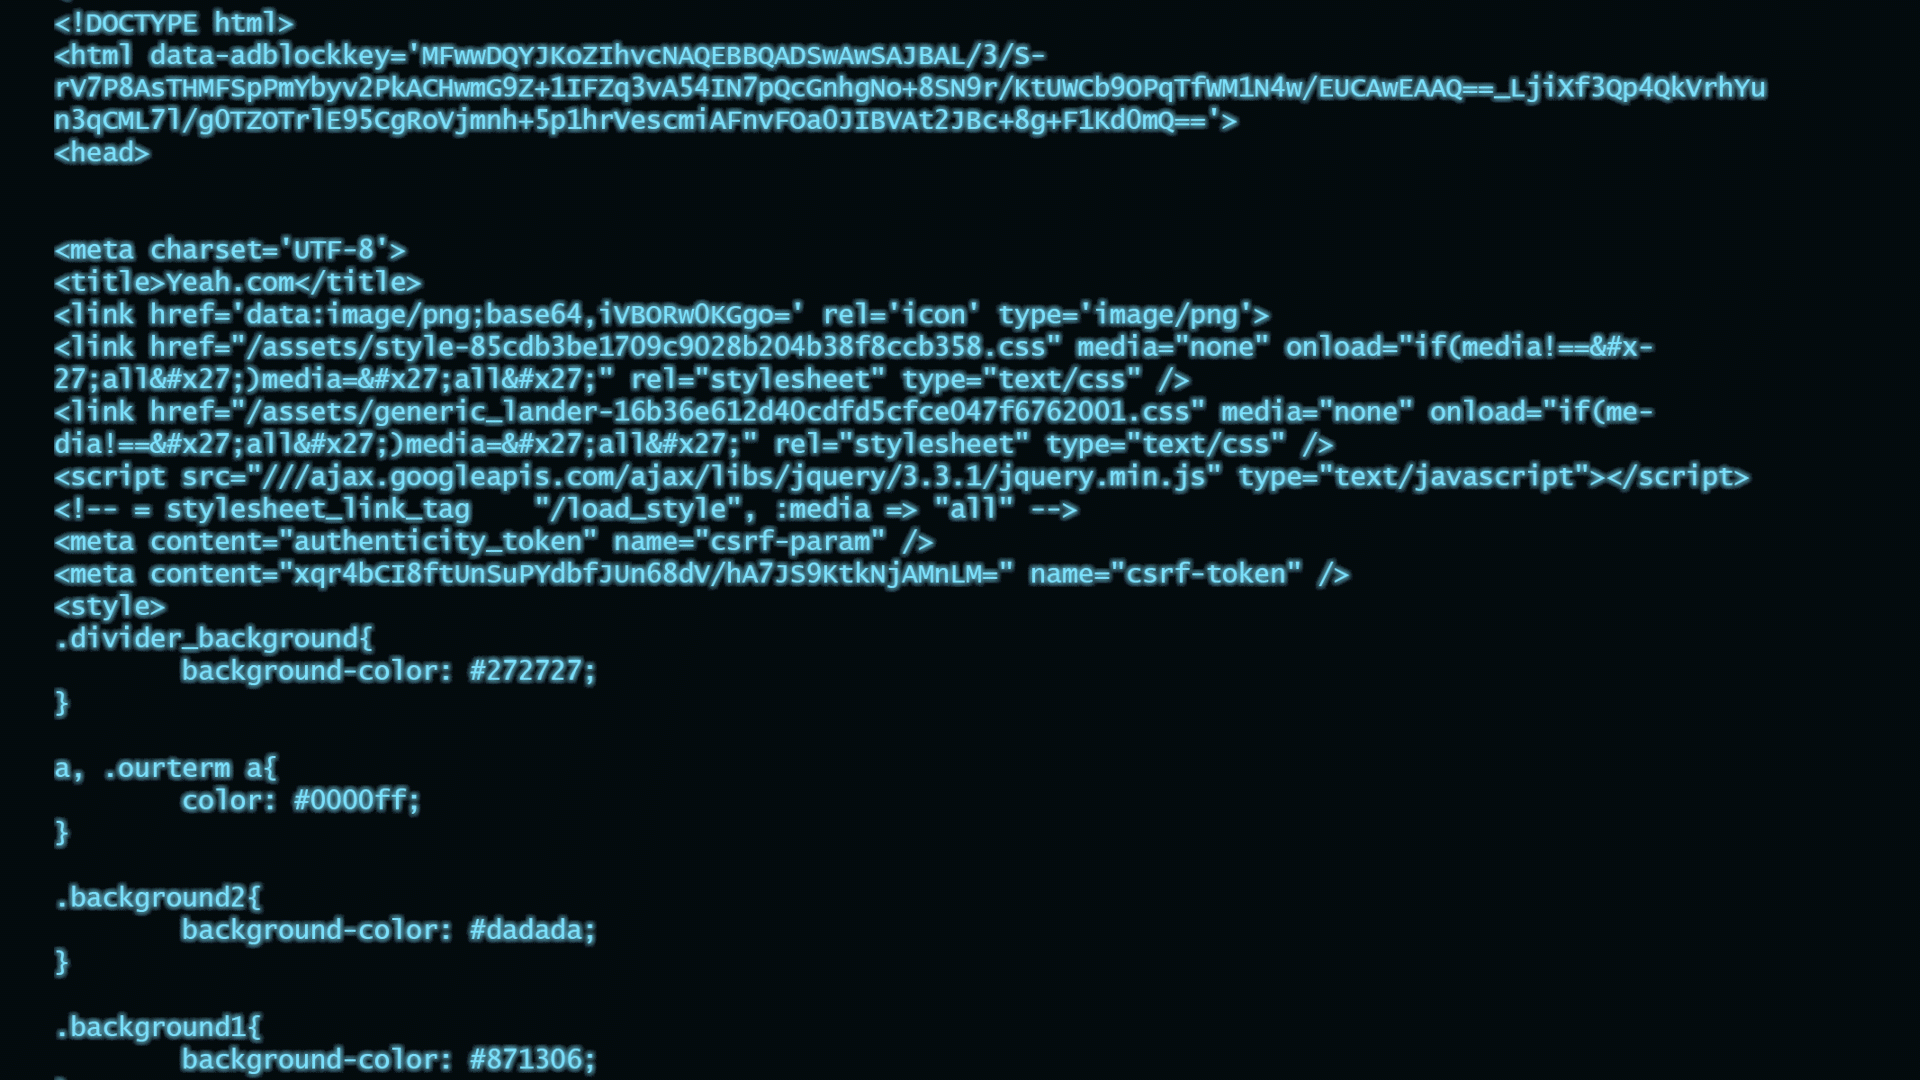 <!DOCTYPE html>
<html data-adblockkey='MFwwDQYJKoZIhvcNAQEBBQADSwAwSAJBAL/3/S-
rV7P8AsTHMFSpPmYbyv2PkACHwmG9Z+1IFZq3vA54IN7pQcGnhgNo+8SN9r/KtUWCb9OPqTfWM1N4w/EUCAwEAAQ==_LjiXf3Qp4QkVrhYu
n3qCML7l/gOTZOTrlE95CgRoVjmnh+5p1hrVescmiAFnvFOa0JIBVAt2JBc+8g+F1Kd0mQ=='>
<head>
<meta charset='UTF-8'>
<title>Yeah.com</title>
<link href='data:image/png;base64,iVBORw0KGgo=' rel='icon' type='image/png'>
<link href="/assets/style-85cdb3be1709c9028b204b38f8ccb358.css" media="none" onload="if(media!==&#x-
27;all&#x27;)media=&#x27;all&#x27;" rel="stylesheet" type="text/css" />
<link href="/assets/generic_lander-16b36e612d40cdfd5cfce047f6762001.css" media="none" onload="if(me-
dia!==&#x27;all&#x27;)media=&#x27;all&#x27;" rel="stylesheet" type="text/css" />
<script src="///ajax.googleapis.com/ajax/libs/jquery/3.3.1/jquery.min.js" type="text/javascript"></script>
<!-- = stylesheet_link_tag    "/load_style", :media => "all" -->
<meta content="authenticity_token" name="csrf-param" />
<meta content="xqr4bCI8ftUnSuPYdbfJUn68dV/hA7JS9KtkNjAMnLM=" name="csrf-token" />
<style>
.divider_background{
        background-color: #272727;
}
a, .ourterm a{
        color: #0000ff;
}
.background2{
        background-color: #dadada;
}
.background1{
        background-color: #871306;